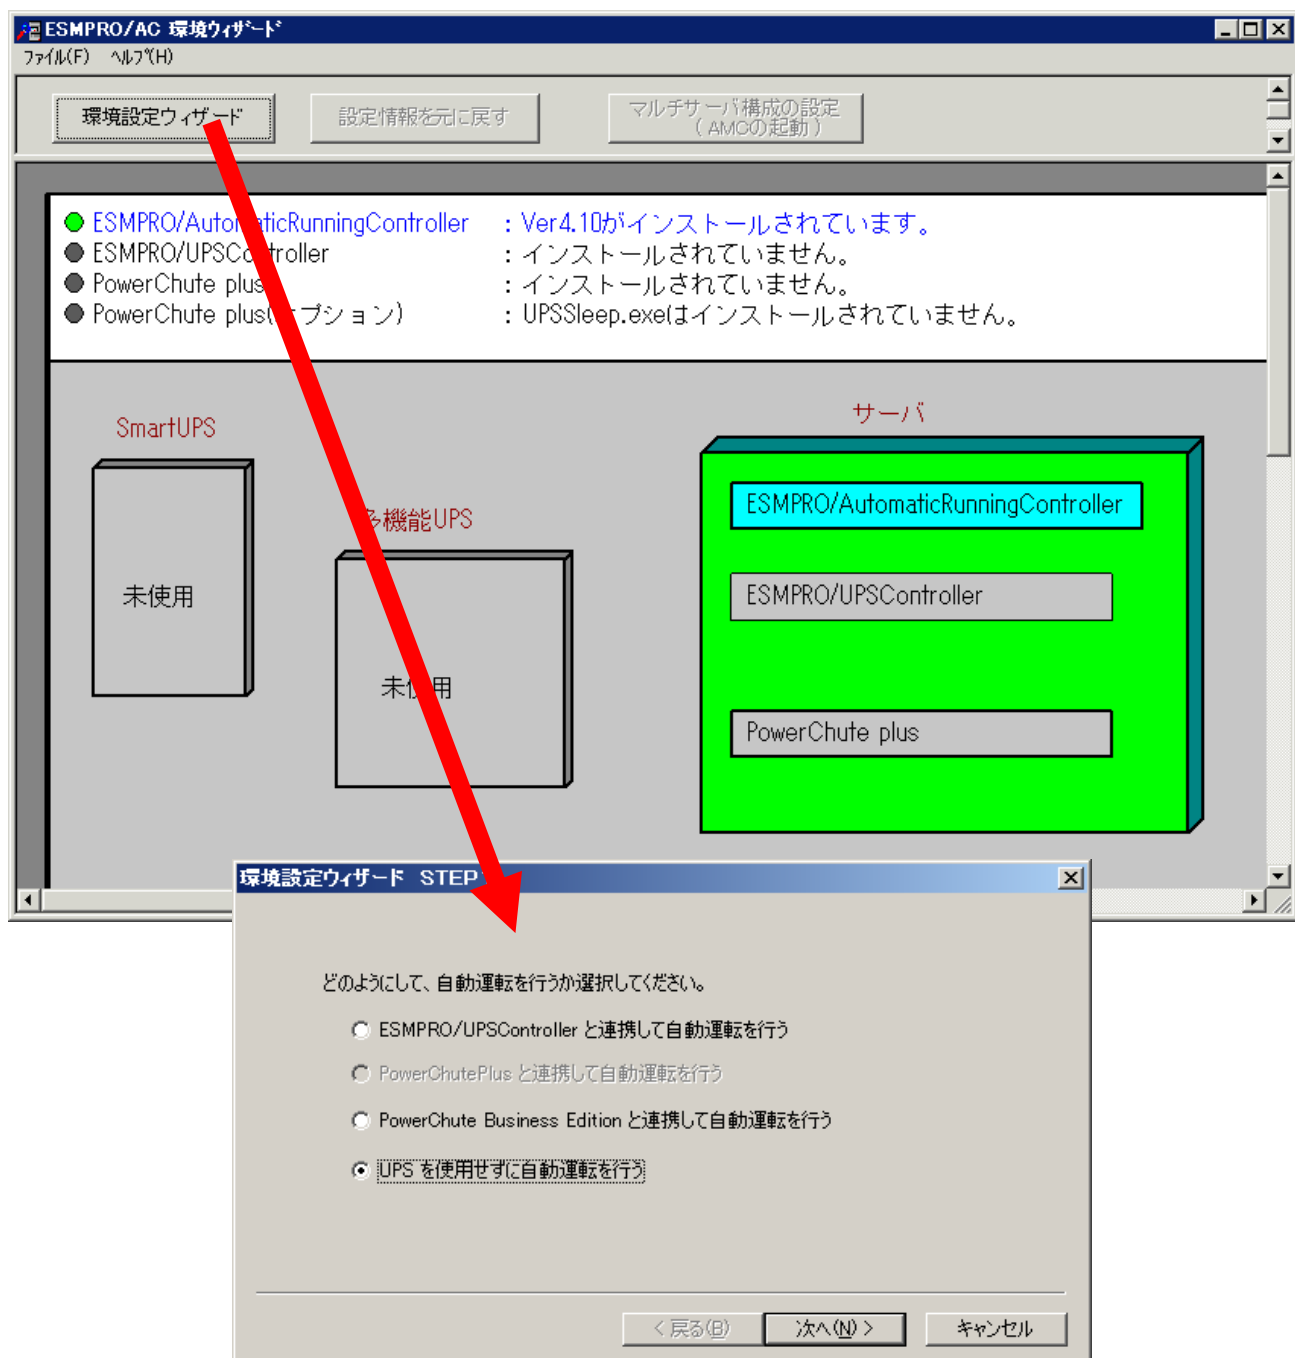 ESMPRO/AC 環境ウィザード
ファイル(F) ヘルプ(H)
環境設定ウィザード 設定情報を元に戻す マルチサーバ構成の設定
(AMCの起動)
ESMPRO/AutomaticRunningController : Ver4.10がインストールされています。
ESMPRO/UPSController : インストールされていません。
PowerChute plus : インストールされていません。
PowerChute plus(オプション) : UPSSleep.exeはインストールされていません。
SmartUPS
未使用
多機能UPS
未使用
サーバ
ESMPRO/AutomaticRunningController
ESMPRO/UPSController
PowerChute plus
環境設定ウィザード STEP
どのようにして、自動運転を行うか選択してください。
ESMPRO/UPSController と連携して自動運転を行う
PowerChutePlus と連携して自動運転を行う
PowerChute Business Edition と連携して自動運転を行う
UPS を使用せずに自動運転を行う
< 戻る(B) 次へ(N) > キャンセル